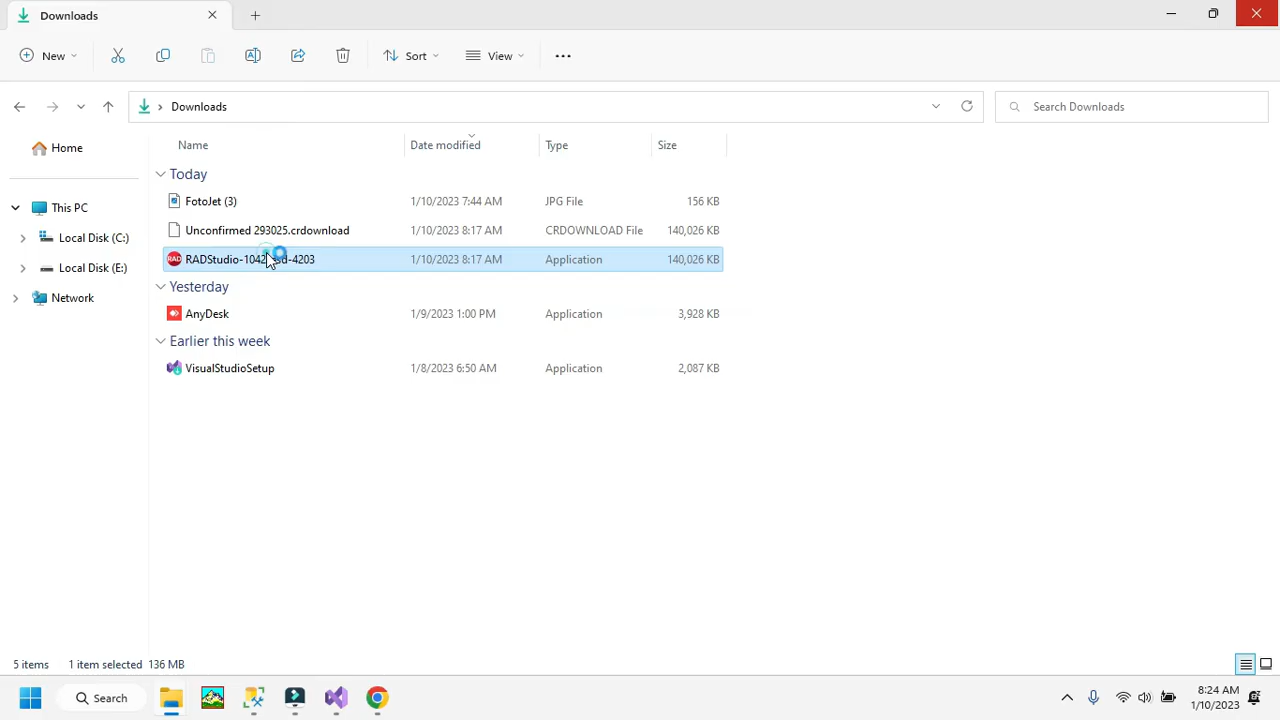 Downloads
New
Sort
View
Downloads
Search Downloads
Home
This PC
Local Disk (C:)
Local Disk (E:)
Network
Name Date modified Type Size
Today
FotoJet (3) 1/10/2023 7:44 AM JPG File 156 KB
Unconfirmed 293025.crdownload 1/10/2023 8:17 AM CRDOWNLOAD File 140,026 KB
RAD 1/10/2023 8:17 AM Application 140,026 KB
Yesterday
AnyDesk 1/9/2023 1:00 PM Application 3,928 KB
Earlier this week
VisualStudioSetup 1/8/2023 6:50 AM Application 2,087 KB
5 items 1 item selected 136 MB
Search
8:24 AM
1/10/2023